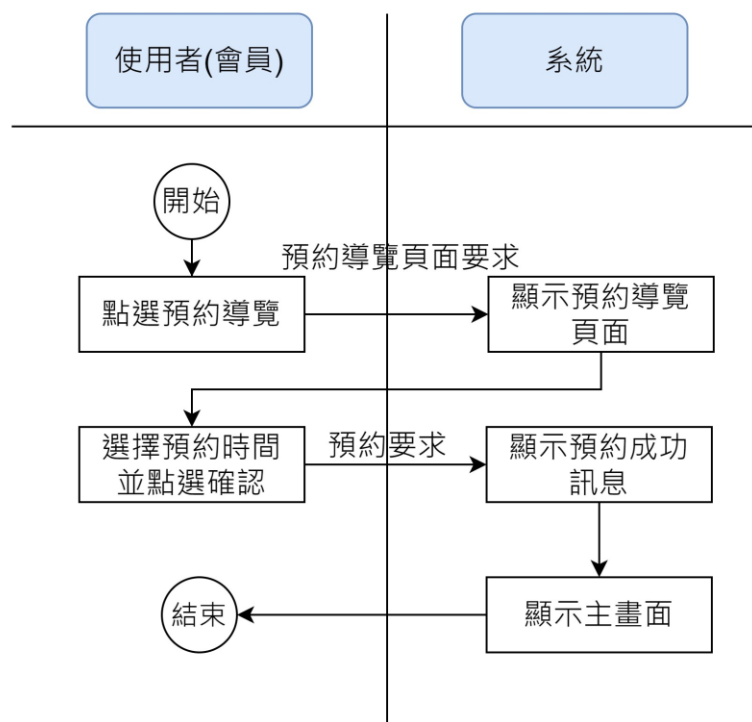 使用者(會員)
系統
開始
預約導覽頁面要求
點選預約導覽
顯示預約導覽
頁面
選擇預約時間
並點選確認
預約要求
顯示預約成功
訊息
結束
顯示主畫面